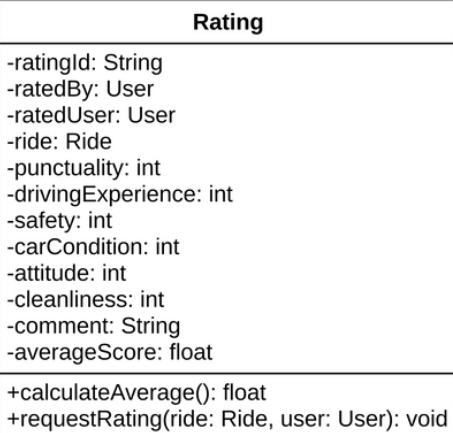 Rating
-ratingId: String
-ratedBy: User
-ratedUser: User
-ride: Ride
-punctuality: int
-drivingExperience: int
-safety: int
-carCondition: int
-attitude: int
-cleanliness: int
-comment: String
-averageScore: float
+calculateAverage(): float
+requestRating(ride: Ride, user: User): void